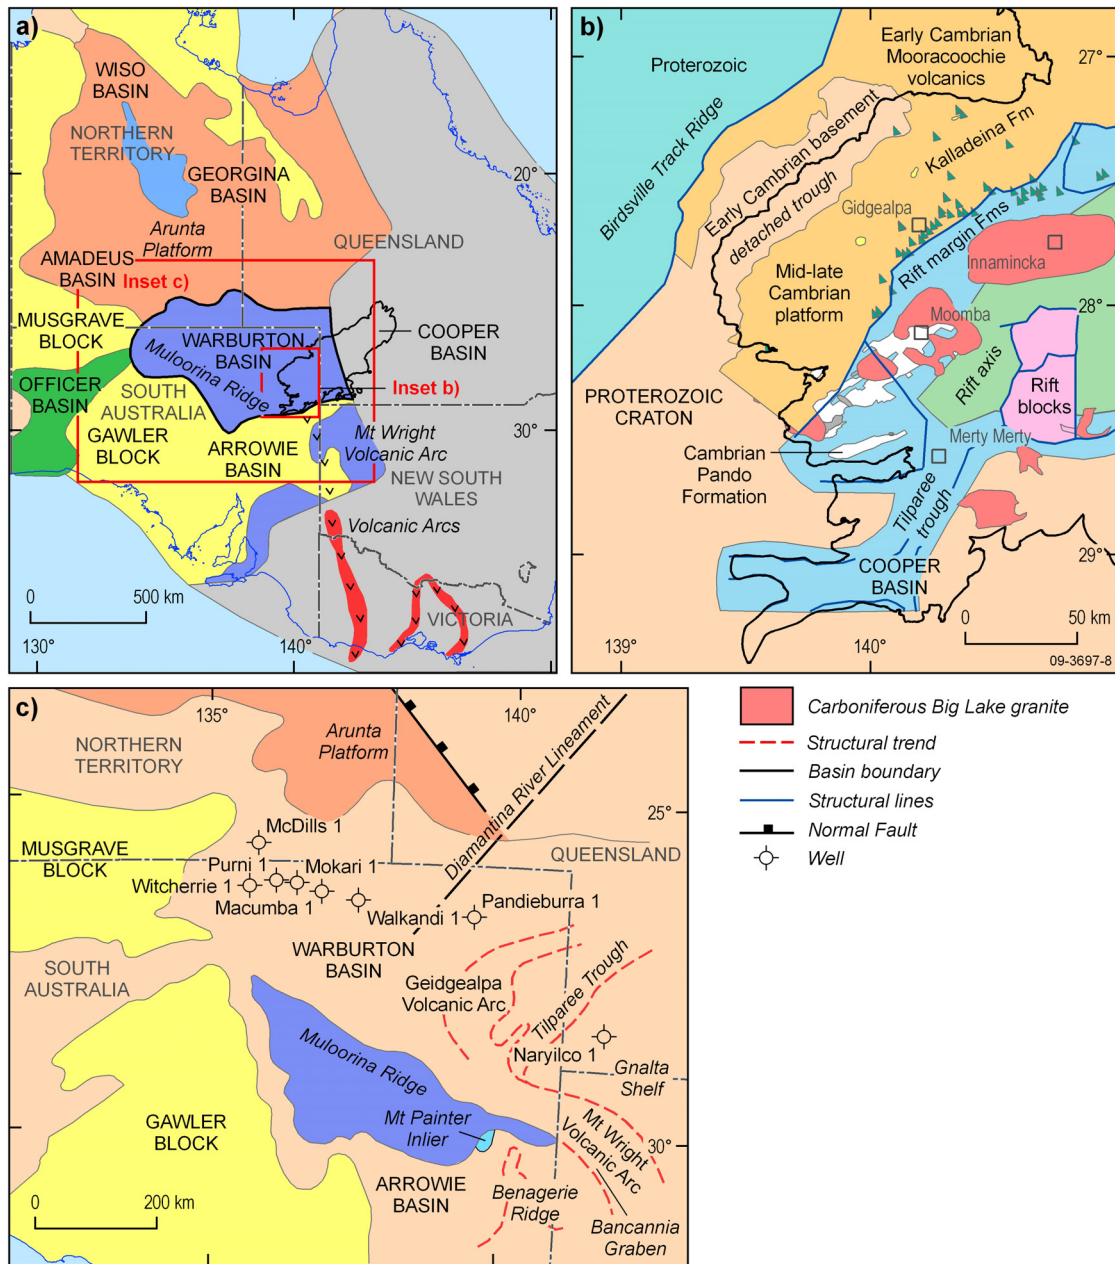 a)
WISO
BASIN
NORTHERN
TERRITORY
GEORGINA
BASIN
20°
Arunta
Platform
QUEENSLAND
AMADEUS
BASIN
Inset c)
MUSGRAVE
BLOCK
WARBURTON
BASIN
COOPER
BASIN
Muloorina Ridge
OFFICER
BASIN
Inset b)
SOUTH
AUSTRALIA
GAWLER
BLOCK
ARROWIE
BASIN
Mt Wright
Volcanic Arc
30°
NEW SOUTH
WALES
Volcanic Arcs
0
500 km
VICTORIA
130°
140°
b)
Early Cambrian
Mooracoochie
volcanics
27°
Proterozoic
Birdsville Track Ridge
Early Cambrian basement
detached trough
Kalladeina Fm
Gidgealpa
Rift margin Fms
Innamincka
Mid-late
Cambrian
platform
28°
Moomba
PROTEROZOIC
CRATON
Rift axis
Rift
blocks
Cambrian
Pando
Formation
Merty Merty
Tilparee
trough
29°
COOPER
BASIN
0
50 km
139°
140°
09-3697-8
c)
135°
140°
NORTHERN
TERRITORY
Arunta
Platform
Diamantina River Lineament
25°
McDills 1
MUSGRAVE
BLOCK
QUEENSLAND
Purni 1
Mokari 1
Witcherrie 1
Macumba 1
Walkandi 1
Pandieburra 1
WARBURTON
BASIN
SOUTH
AUSTRALIA
Geidgealpa
Volcanic Arc
Tilparee Trough
Naryilco 1
Gnalta
Shelf
Muloorina Ridge
Mt Painter
Inlier
Mt Wright
Volcanic Arc
GAWLER
BLOCK
30°
ARROWIE
BASIN
Benagerie
Ridge
Bancannia
Graben
0
200 km
Carboniferous Big Lake granite
Structural trend
Basin boundary
Structural lines
Normal Fault
Well